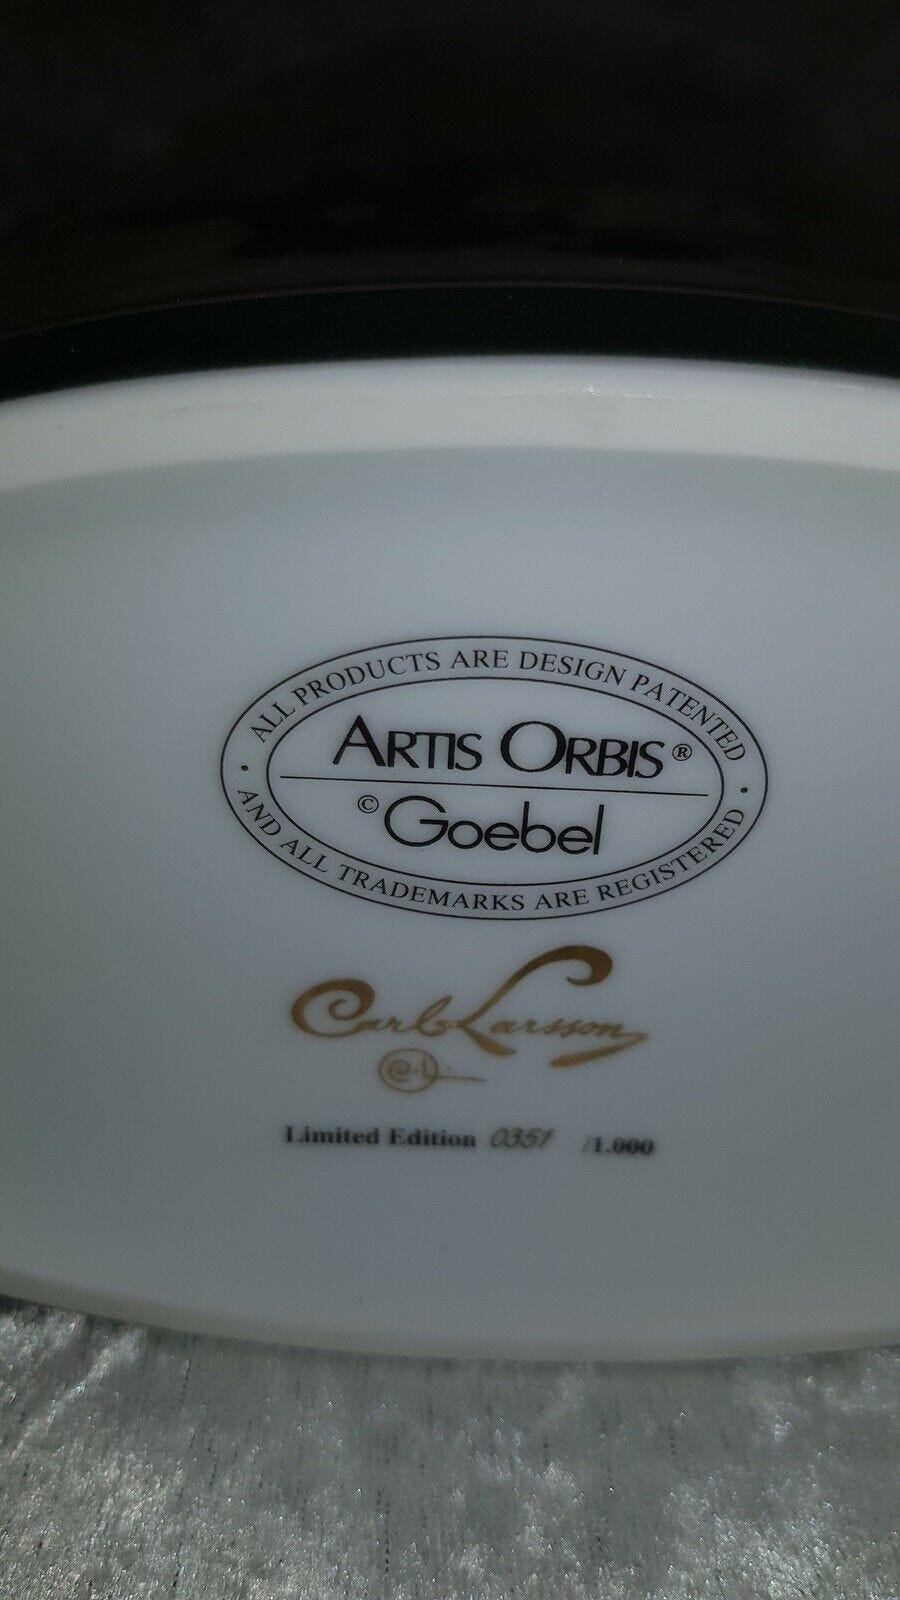 · ALL PRODUCTS ARE DESIGN PATENTED ·
ARTIS ORBIS®
© Goebel
AND ALL TRADEMARKS ARE REGISTERED
Carl Larsson
C.L.
Limited Edition 0351 /1.000